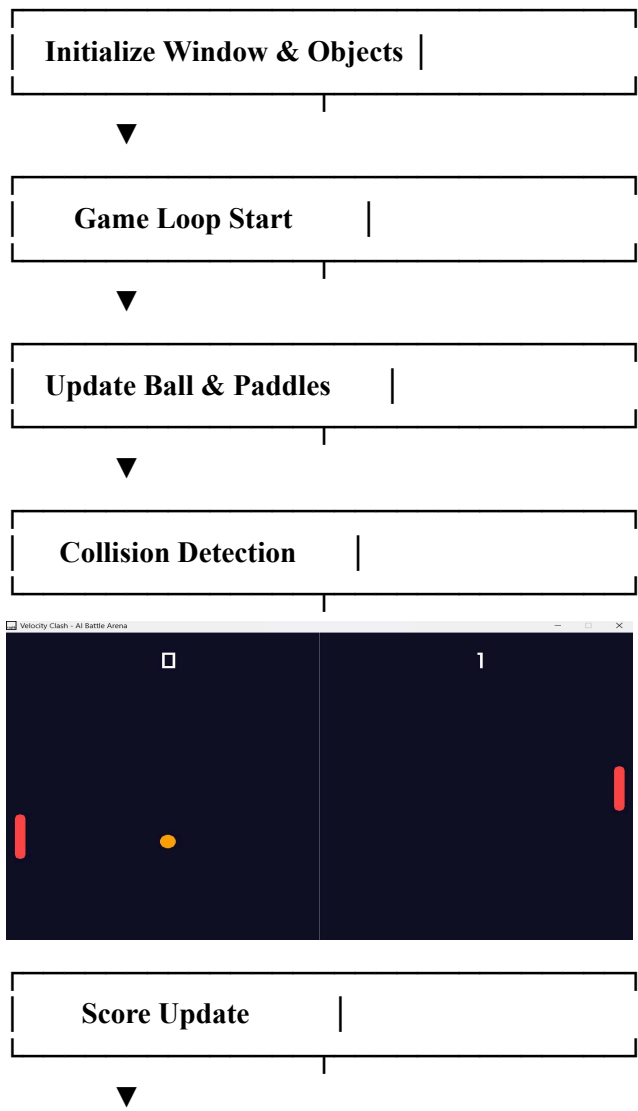 Initialize Window & Objects
Game Loop Start
Update Ball & Paddles
Collision Detection
Velocity Clash - AI Battle Arena
0 1
Score Update